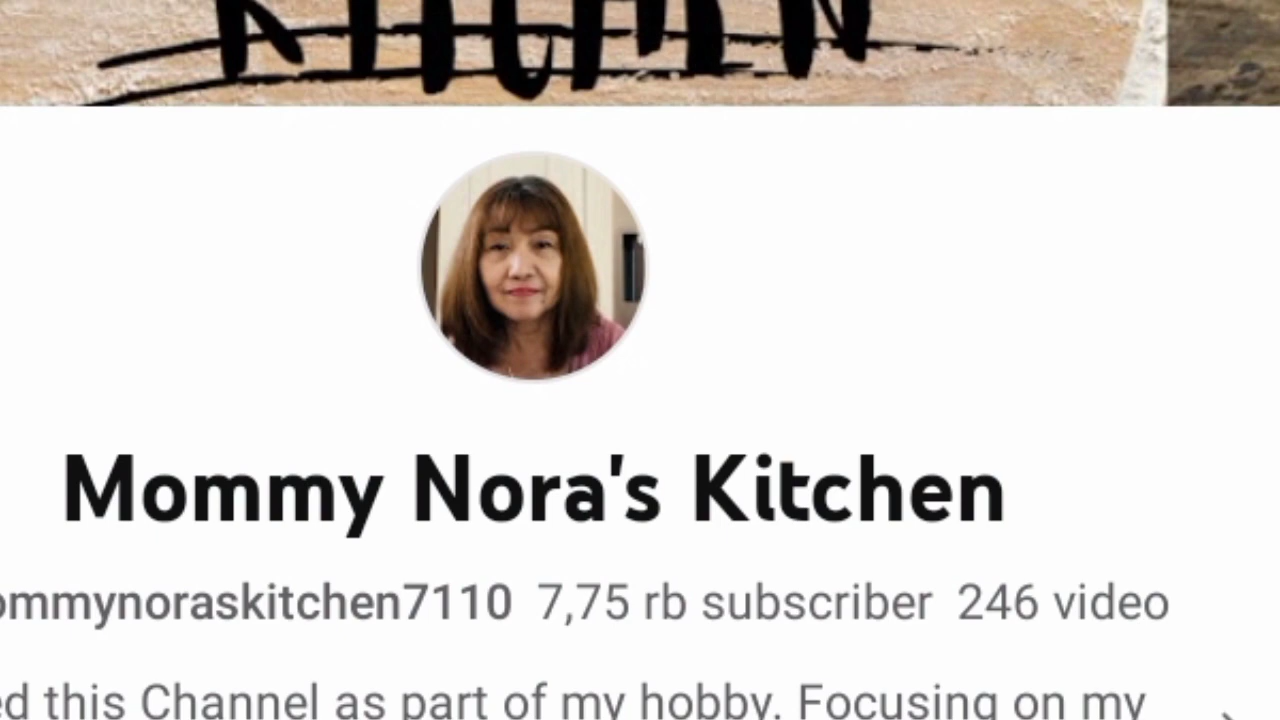 KITCHEN
Mommy Nora's Kitchen
ommynoraskitchen7110 7,75 rb subscriber 246 video
ed this Channel as part of my hobby. Focusing on my